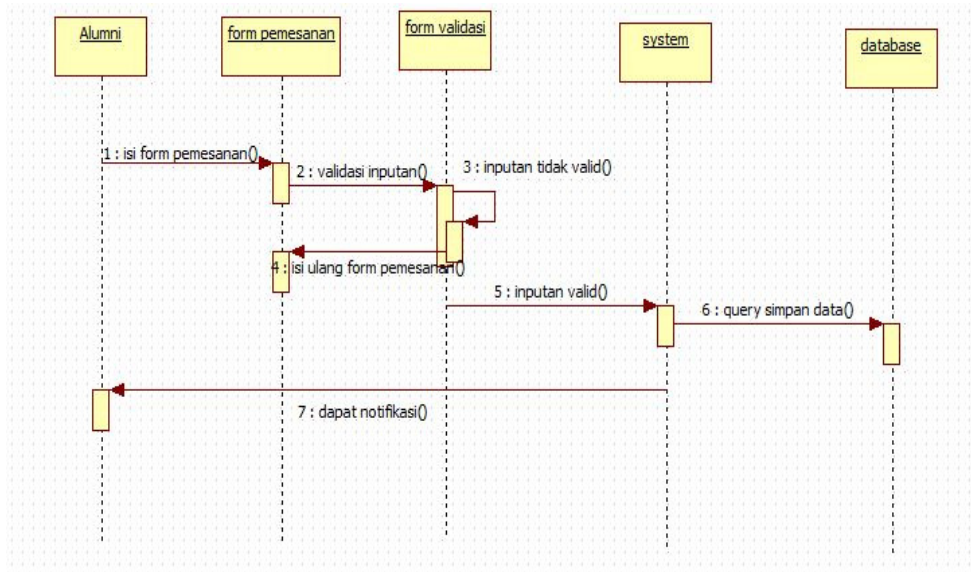 Alumni
form pemesanan
form validasi
system
database
1 : isi form pemesanan()
2 : validasi inputan()
3 : inputan tidak valid()
4 : isi ulang form pemesanan()
5 : inputan valid()
6 : query simpan data()
7 : dapat notifikasi()